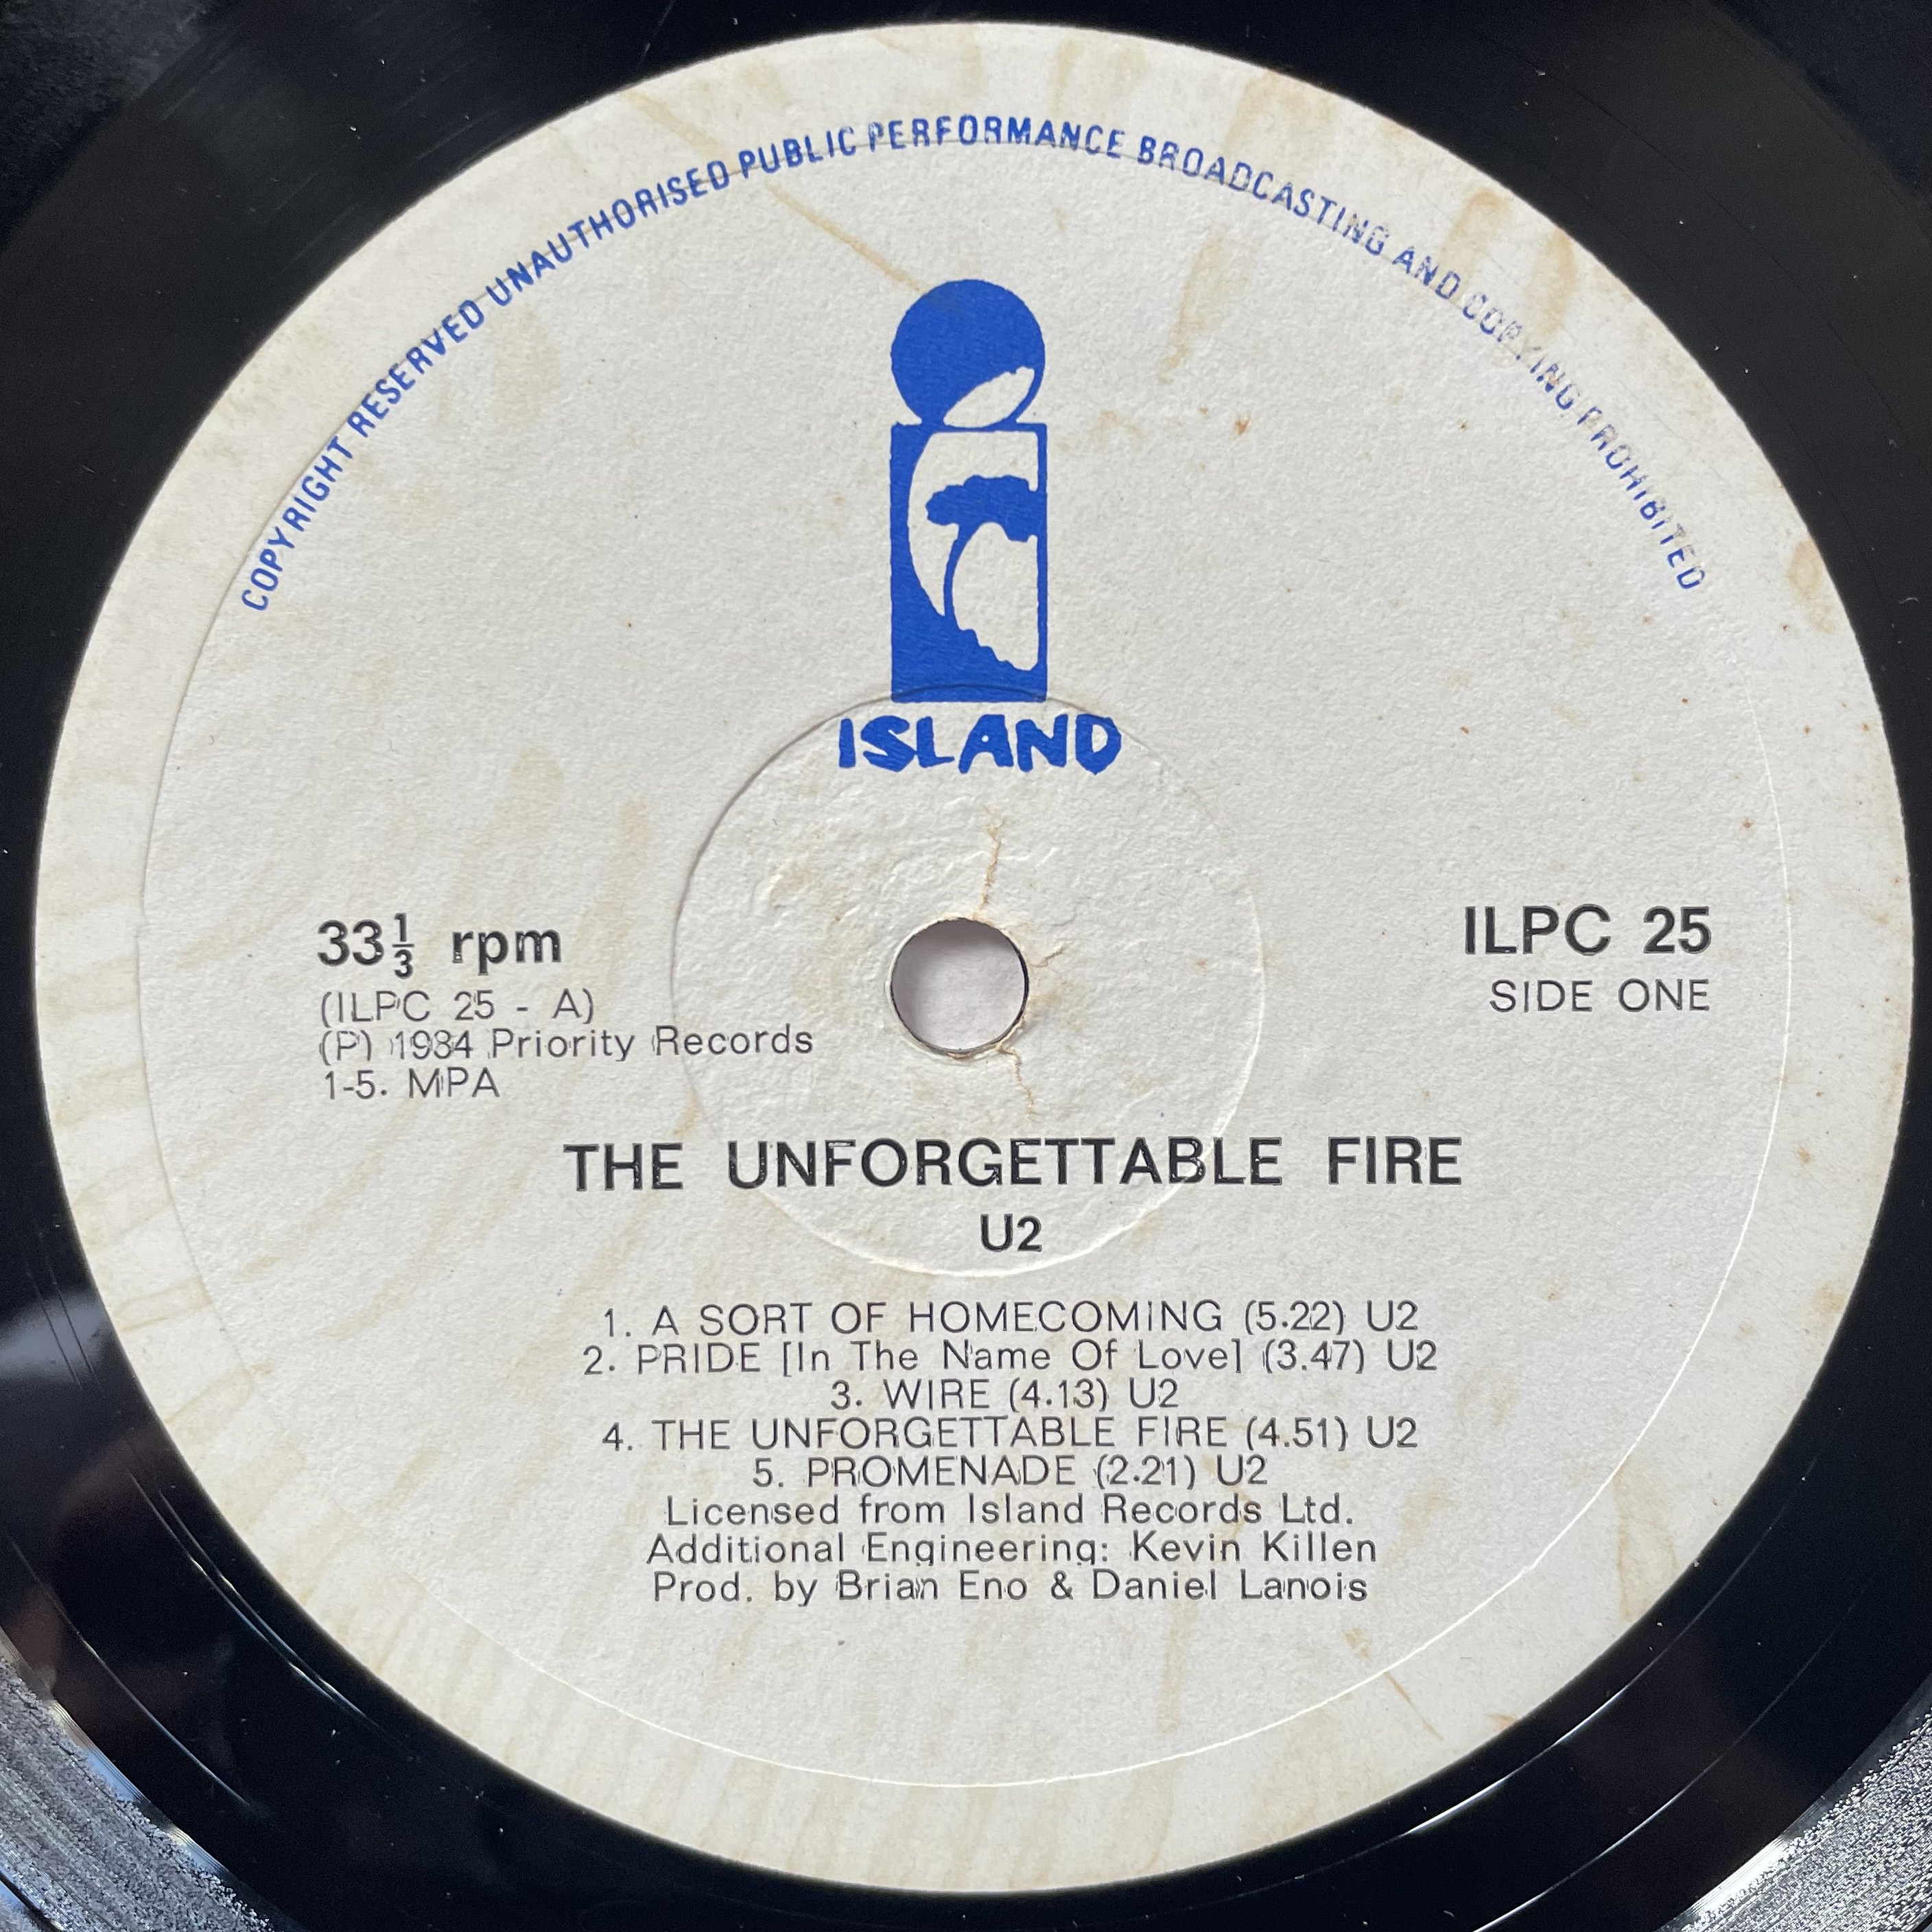 COPYRIGHT RESERVED UNAUTHORISED PUBLIC PERFORMANCE BROADCASTING AND COPYING PROHIBITED
ISLAND
33⅓ rpm
(ILPC 25 - A)
(P) 1984 Priority Records
1-5. MPA
ILPC 25
SIDE ONE
THE UNFORGETTABLE FIRE
U2
1. A SORT OF HOMECOMING (5.22) U2
2. PRIDE [In The Name Of Love] (3.47) U2
3. WIRE (4.13) U2
4. THE UNFORGETTABLE FIRE (4.51) U2
5. PROMENADE (2.21) U2
Licensed from Island Records Ltd.
Additional Engineering: Kevin Killen
Prod. by Brian Eno & Daniel Lanois